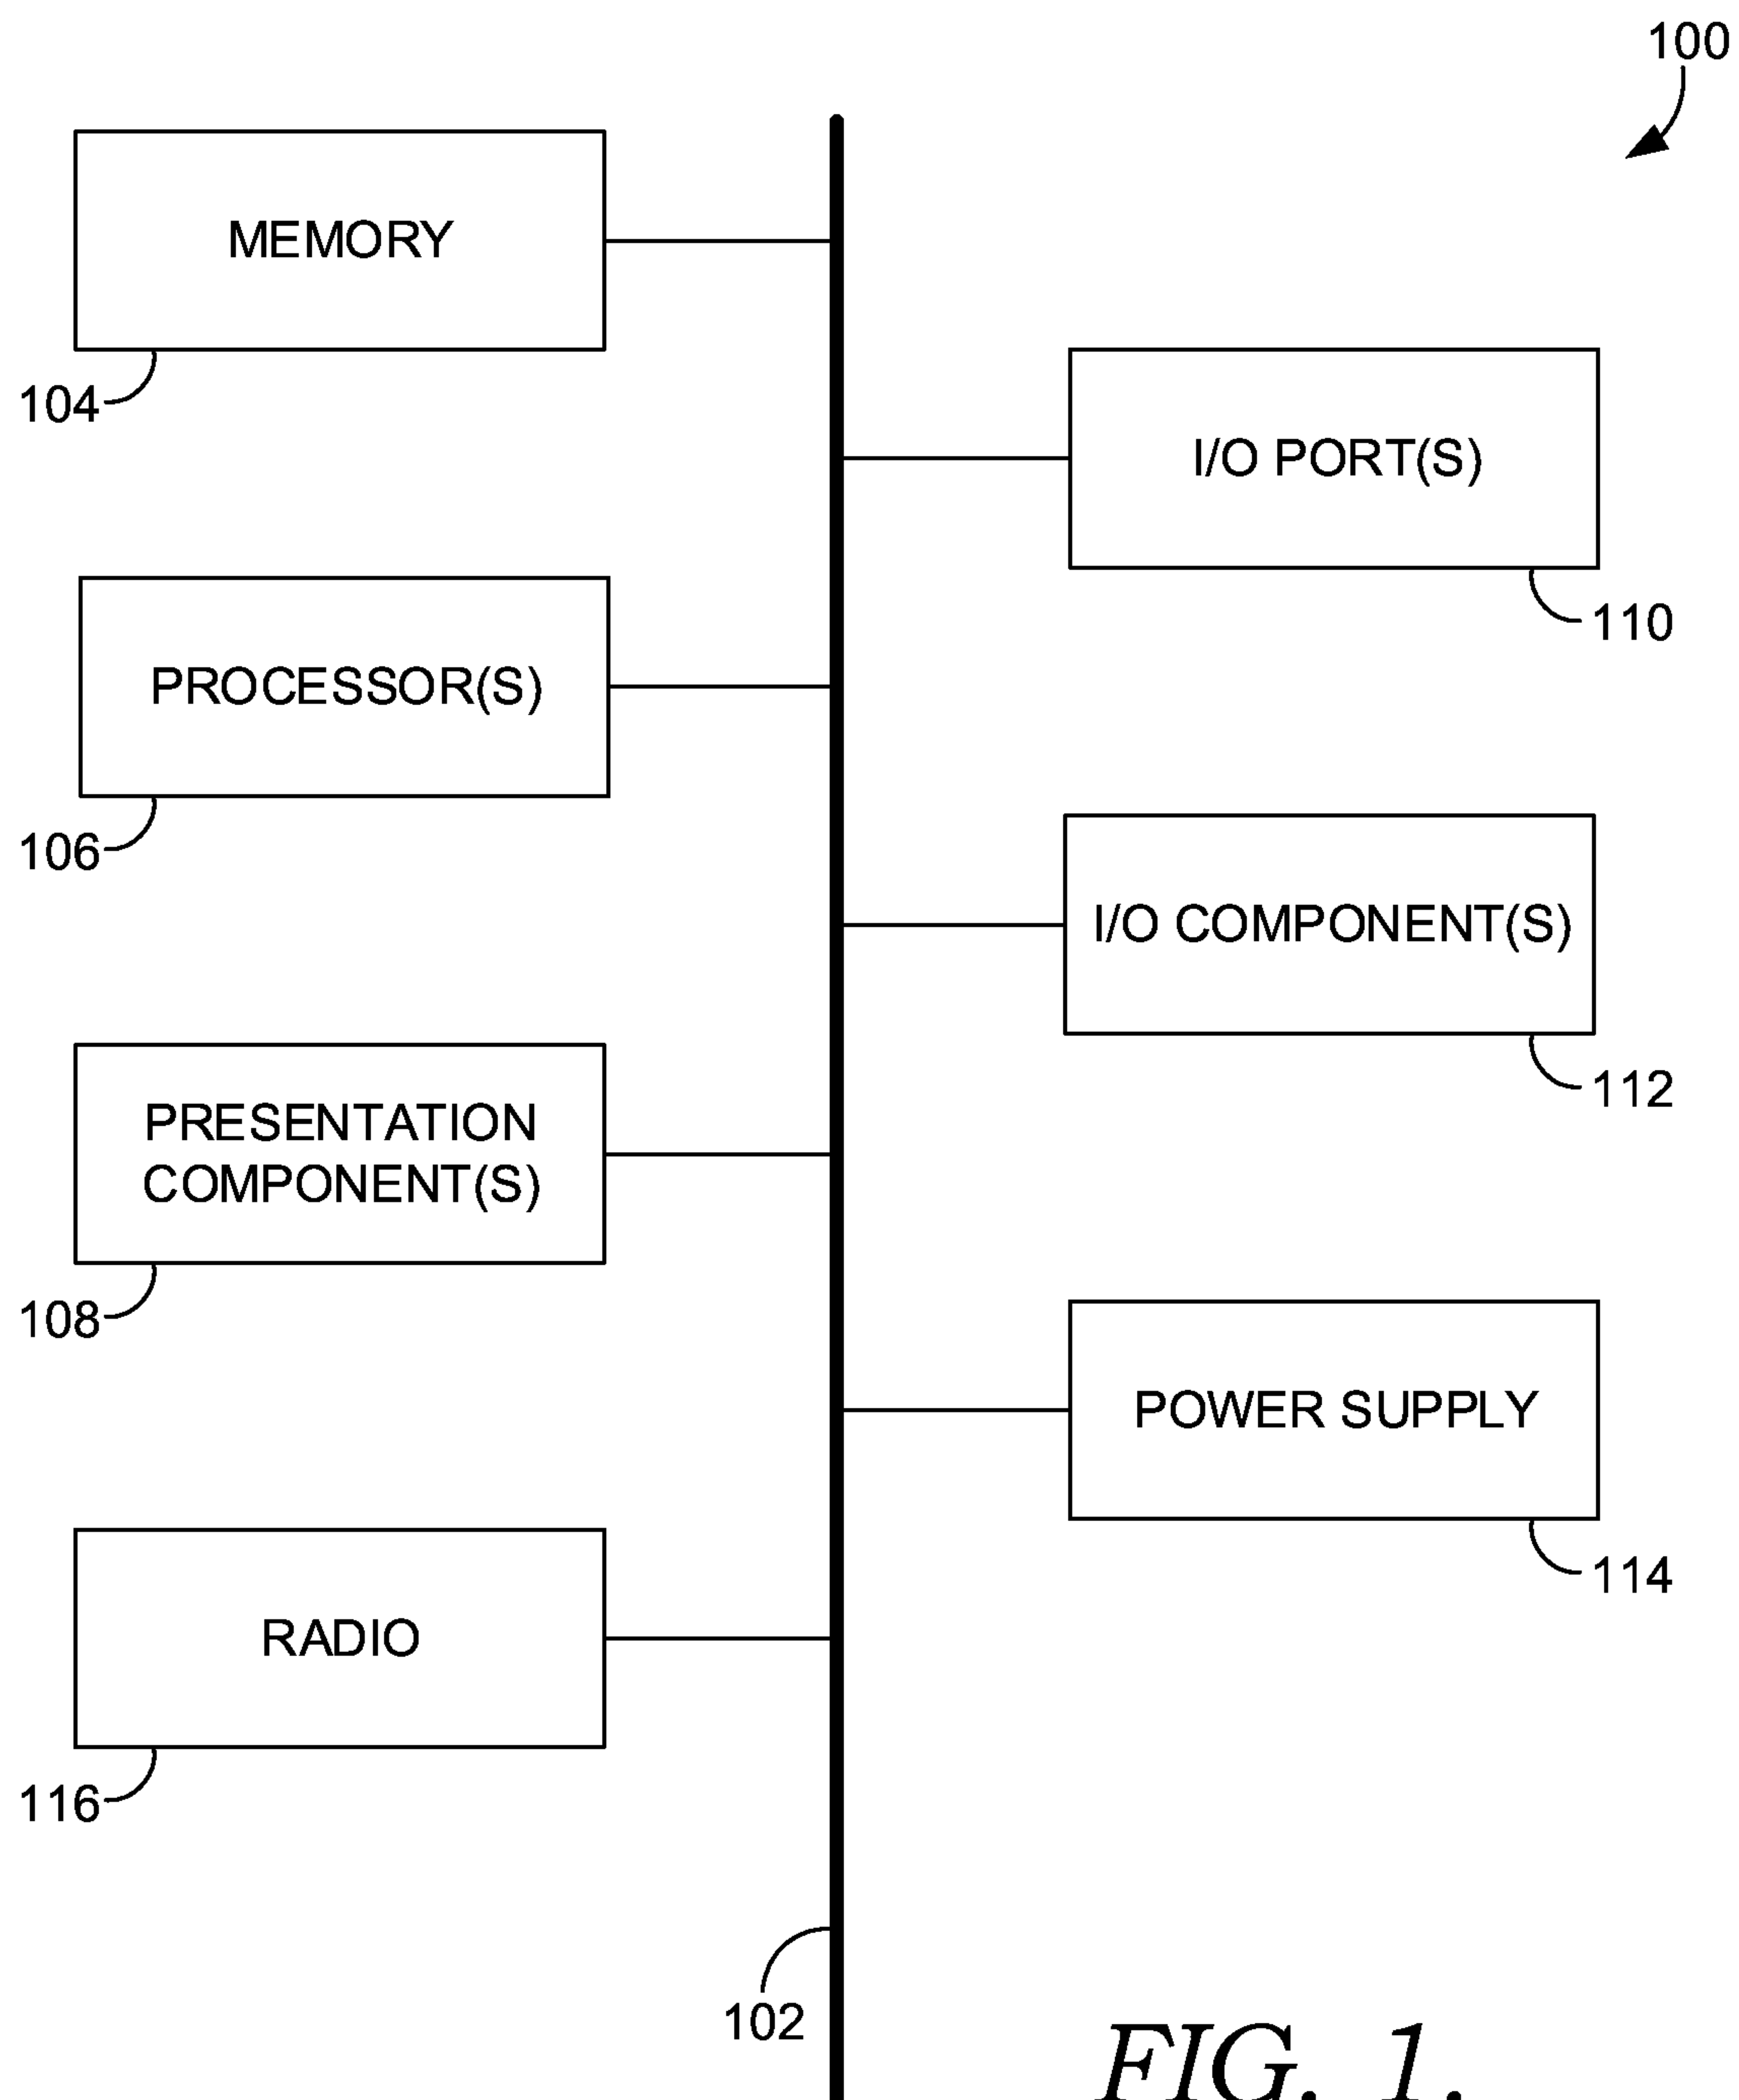 100
MEMORY
104
I/O PORT(S)
110
PROCESSOR(S)
106
I/O COMPONENT(S)
112
PRESENTATION
COMPONENT(S)
108
POWER SUPPLY
114
RADIO
116
102
FIG. 1.